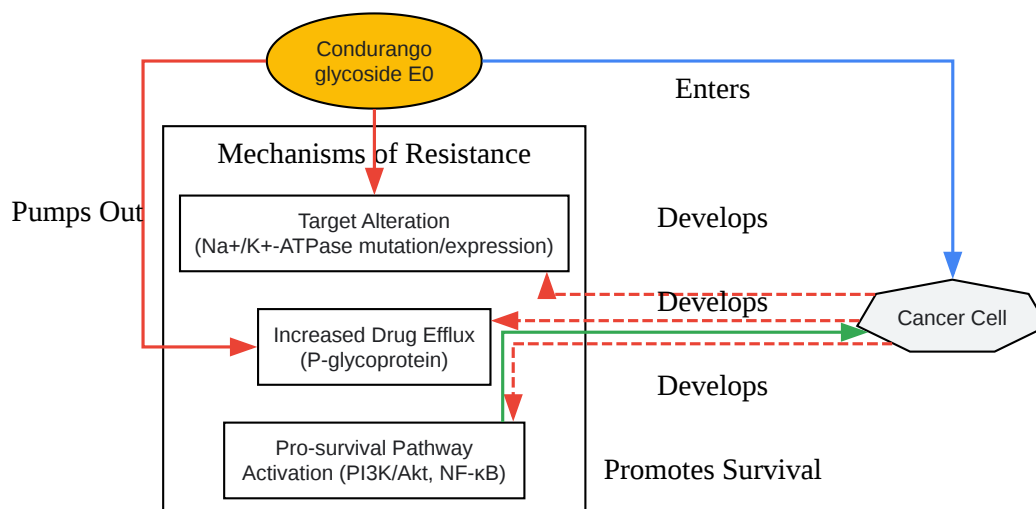 Condurango
glycoside E0
Enters
Mechanisms of Resistance
Pumps Out
Target Alteration
(Na+/K+-ATPase mutation/expression)
Develops
Develops
Increased Drug Efflux
(P-glycoprotein)
Cancer Cell
Develops
Pro-survival Pathway
Activation (PI3K/Akt, NF-κB)
Promotes Survival